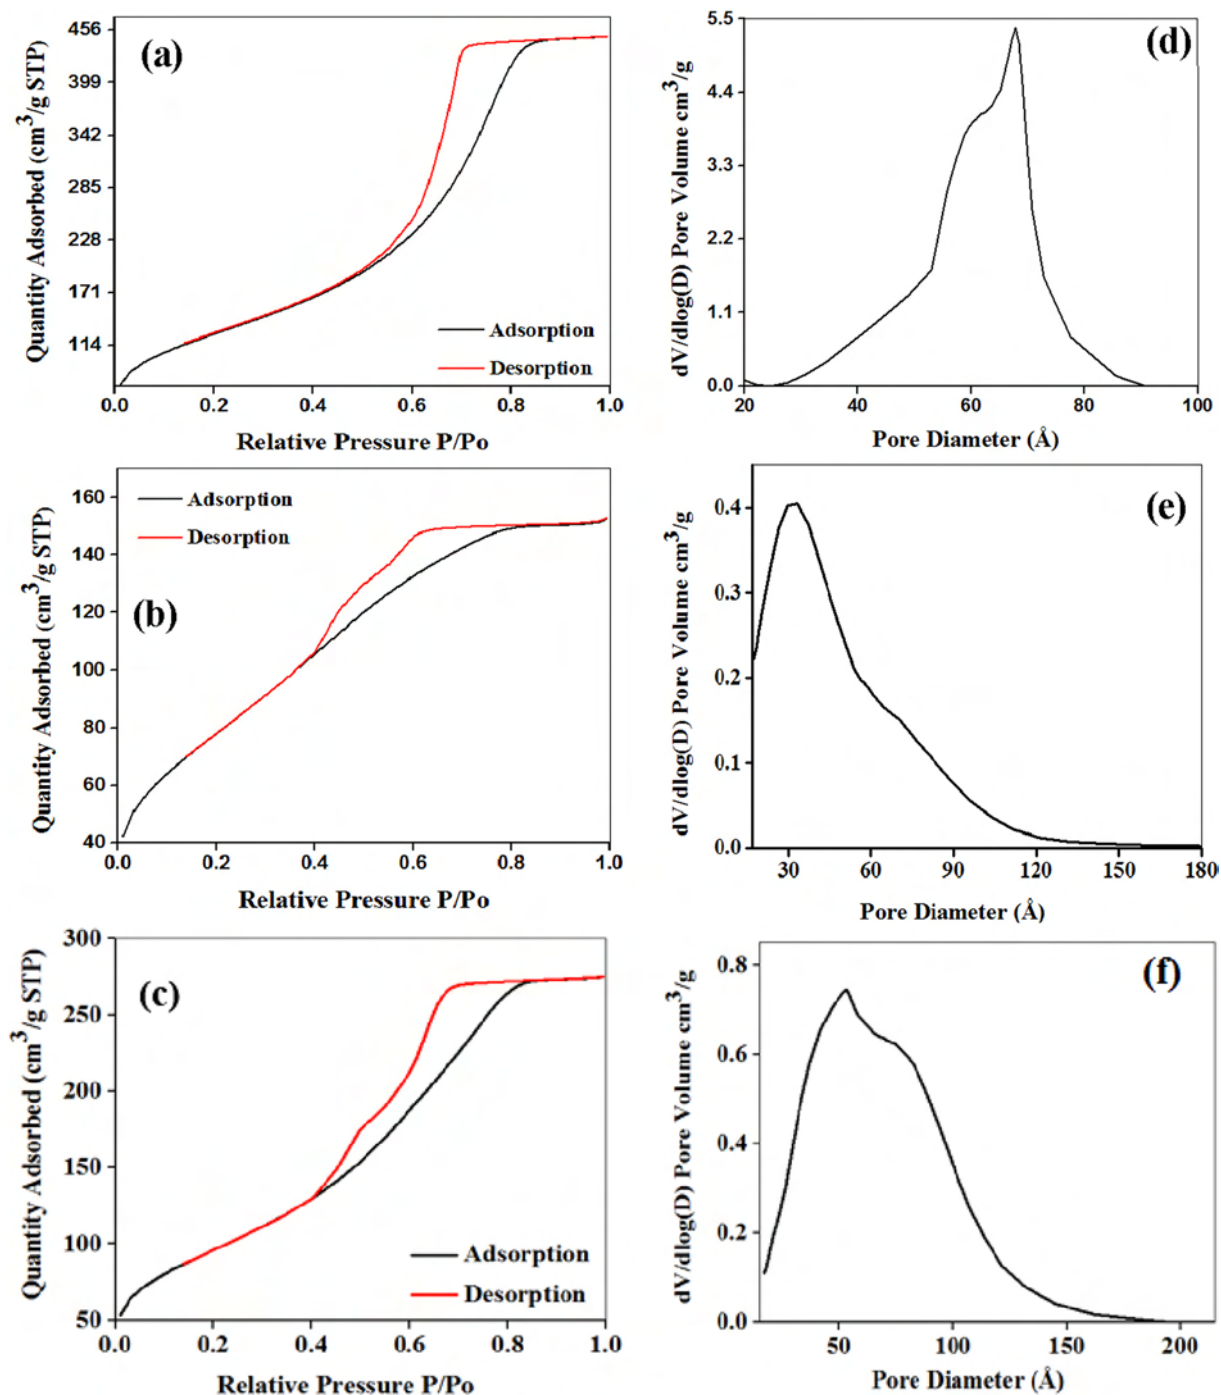 (a)
Quantity Adsorbed (cm³/g STP)
456
399
342
285
228
171
114
Adsorption
Desorption
0.0
0.2
0.4
0.6
0.8
1.0
Relative Pressure P/Po
(d)
dV/dlog(D) Pore Volume cm³/g
5.5
4.4
3.3
2.2
1.1
0.0
20
40
60
80
100
Pore Diameter (Å)
(b)
Quantity Adsorbed (cm³/g STP)
160
140
120
100
80
60
40
Adsorption
Desorption
0.0
0.2
0.4
0.6
0.8
1.0
Relative Pressure P/Po
(e)
dV/dlog(D) Pore Volume cm³/g
0.4
0.3
0.2
0.1
0.0
30
60
90
120
150
180
Pore Diameter (Å)
(c)
Quantity Adsorbed (cm³/g STP)
300
250
200
150
100
50
Adsorption
Desorption
0.0
0.2
0.4
0.6
0.8
1.0
Relative Pressure P/Po
(f)
dV/dlog(D) Pore Volume cm³/g
0.8
0.6
0.4
0.2
0.0
50
100
150
200
Pore Diameter (Å)